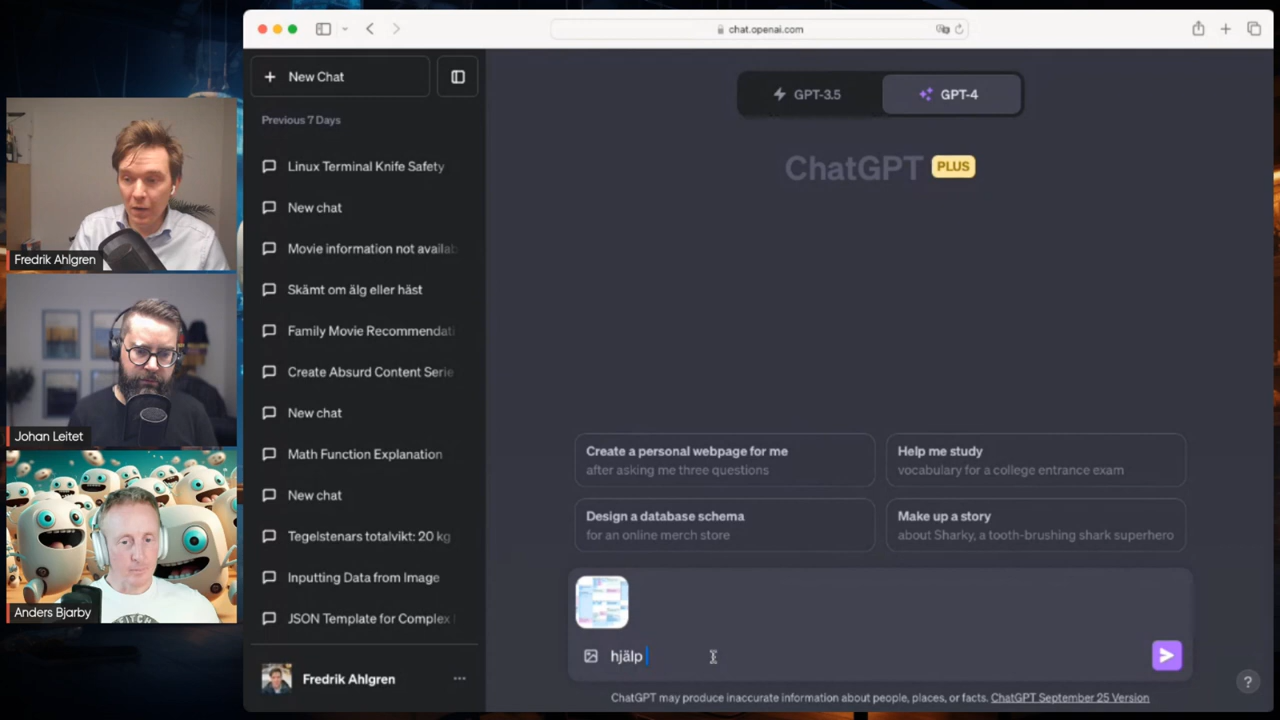 chat.openai.com
New Chat
Previous 7 Days
Linux Terminal Knife Safety
New chat
Movie information not availab
Skämt om älg eller häst
Family Movie Recommendati
Create Absurd Content Serie
New chat
Math Function Explanation
New chat
Tegelstenars totalvikt: 20 kg
Inputting Data from Image
JSON Template for Complex
Fredrik Ahlgren
GPT-3.5
GPT-4
ChatGPT PLUS
Create a personal webpage for me
after asking me three questions
Help me study
vocabulary for a college entrance exam
Design a database schema
for an online merch store
Make up a story
about Sharky, a tooth-brushing shark superhero
hjälp
ChatGPT may produce inaccurate information about people, places, or facts. ChatGPT September 25 Version
?
Fredrik Ahlgren
Johan Leitet
Anders Bjarby